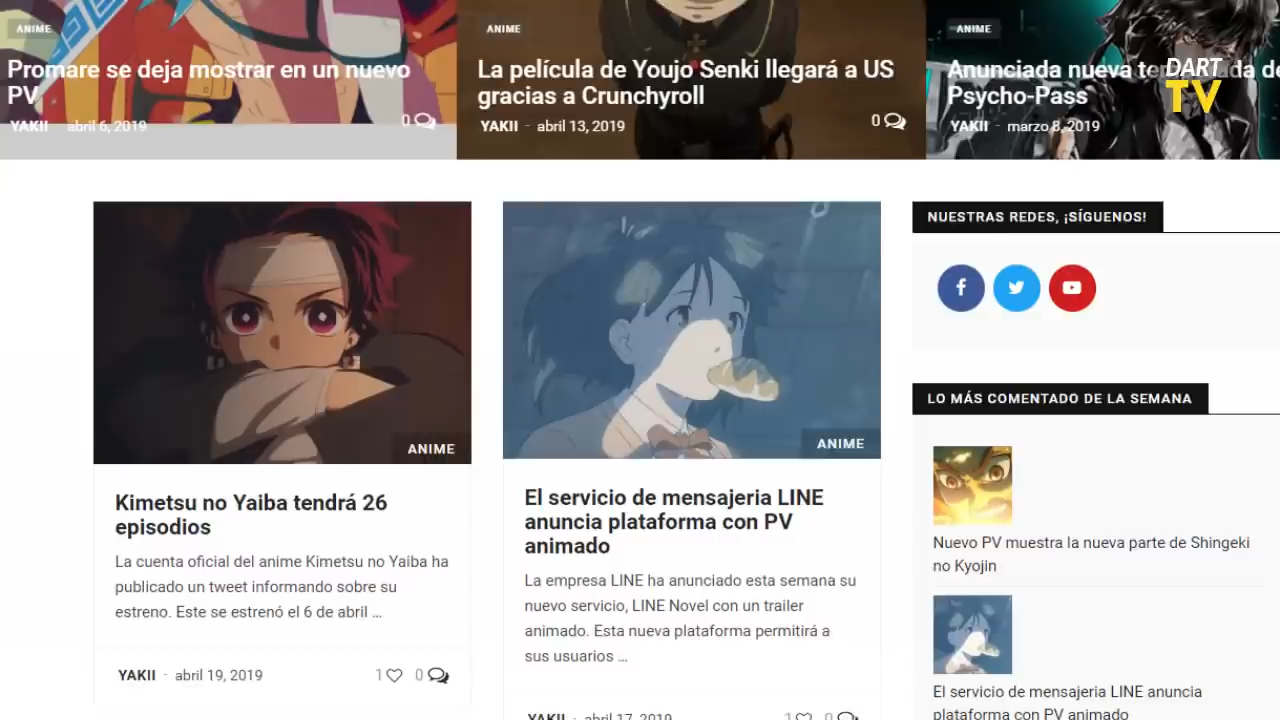 ANIME
Promare se deja mostrar en un nuevo
PV
YAKII - abril 6, 2019
0
ANIME
La película de Youjo Senki llegará a US
gracias a Crunchyroll
YAKII - abril 13, 2019
0
ANIME
Anunciada nueva de
Psycho-Pass
YAKII - marzo 8, 2019
DART
TV
ANIME
Kimetsu no Yaiba tendrá 26
episodios
La cuenta oficial del anime Kimetsu no Yaiba ha
publicado un tweet informando sobre su
estreno. Este se estrenó el 6 de abril ...
YAKII - abril 19, 2019
1 0
ANIME
El servicio de mensajeria LINE
anuncia plataforma con PV
animado
La empresa LINE ha anunciado esta semana su
nuevo servicio, LINE Novel con un trailer
animado. Esta nueva plataforma permitirá a
sus usuarios ...
YAKII - abril 17, 2019
1 0
NUESTRAS REDES, ¡SÍGUENOS!
LO MÁS COMENTADO DE LA SEMANA
Nuevo PV muestra la nueva parte de Shingeki
no Kyojin
El servicio de mensajeria LINE anuncia
plataforma con PV animado